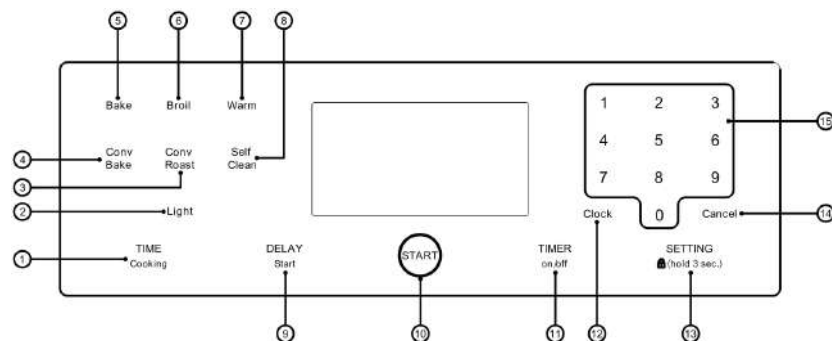 5 6 7 8
Bake Broil Warm
1 2 3
15
4
Conv Bake
Conv Roast
Self Clean
4 5 6
3
7 8 9
2
Light
Clock
0
Cancel
14
1
TIME
Cooking
DELAY
Start
START
TIMER
on/off
SETTING
(hold 3 sec.)
9 10 11 12 13